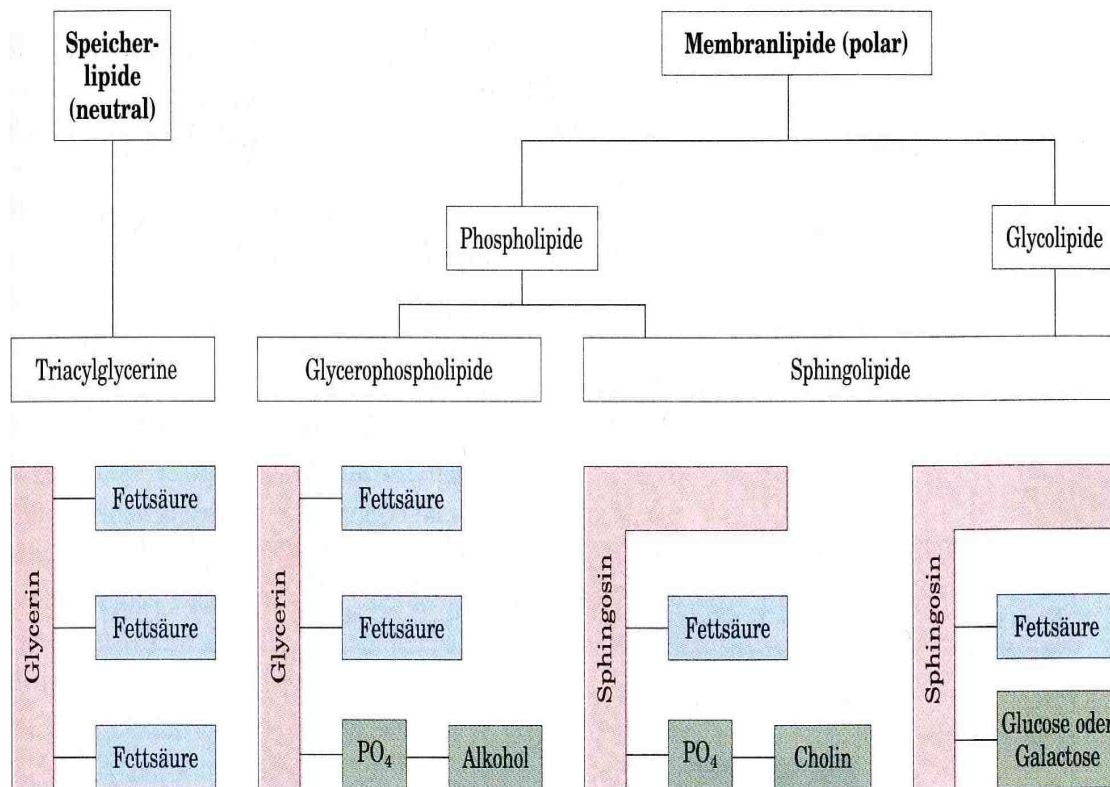 Speicher-
lipide
(neutral)
Membranlipide (polar)
Phospholipide
Glycolipide
Triacylglycerine
Glycerophospholipide
Sphingolipide
Glycerin
Fettsäure
Fettsäure
Fettsäure
Glycerin
Fettsäure
Fettsäure
PO₄
Alkohol
Sphingosin
Fettsäure
PO₄
Cholin
Sphingosin
Fettsäure
Glucose oder
Galactose